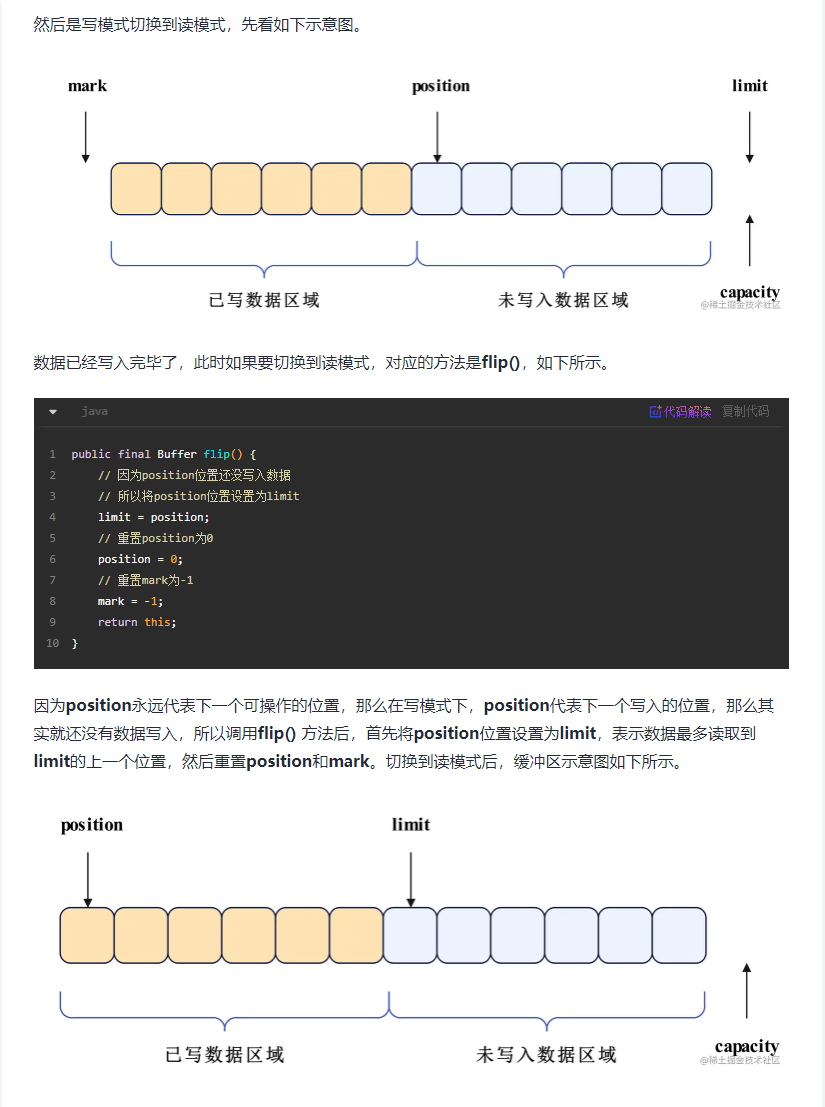 然后是写模式切换到读模式，先看如下示意图。
mark position limit
已写数据区域 未写入数据区域 capacity
@稀土掘金技术社区
数据已经写入完毕了，此时如果要切换到读模式，对应的方法是flip()，如下所示。
java 代码解读 复制代码
1 public final Buffer flip() {
2 // 因为position位置还没写入数据
3 // 所以将position位置设置为limit
4 limit = position;
5 // 重置position为0
6 position = 0;
7 // 重置mark为-1
8 mark = -1;
9 return this;
10 }
因为position永远代表下一个可操作的位置，那么在写模式下，position代表下一个写入的位置，那么其
实就还没有数据写入，所以调用flip() 方法后，首先将position位置设置为limit，表示数据最多读取到
limit的上一个位置，然后重置position和mark。切换到读模式后，缓冲区示意图如下所示。
position limit
已写数据区域 未写入数据区域 capacity
@稀土掘金技术社区